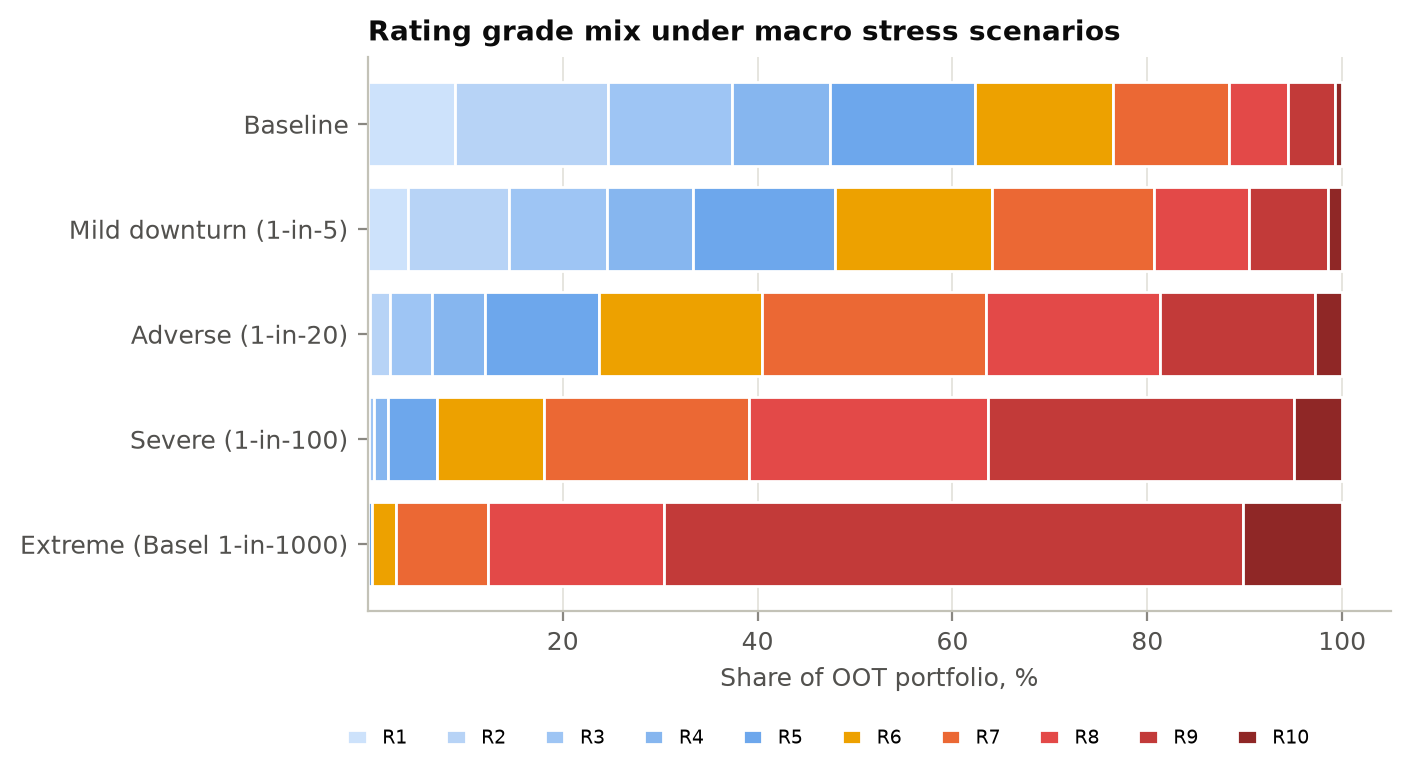 Rating grade mix under macro stress scenarios
Baseline
Mild downturn (1-in-5)
Adverse (1-in-20)
Severe (1-in-100)
Extreme (Basel 1-in-1000)
20 40 60 80 100
Share of OOT portfolio, %
R1 R2 R3 R4 R5 R6 R7 R8 R9 R10